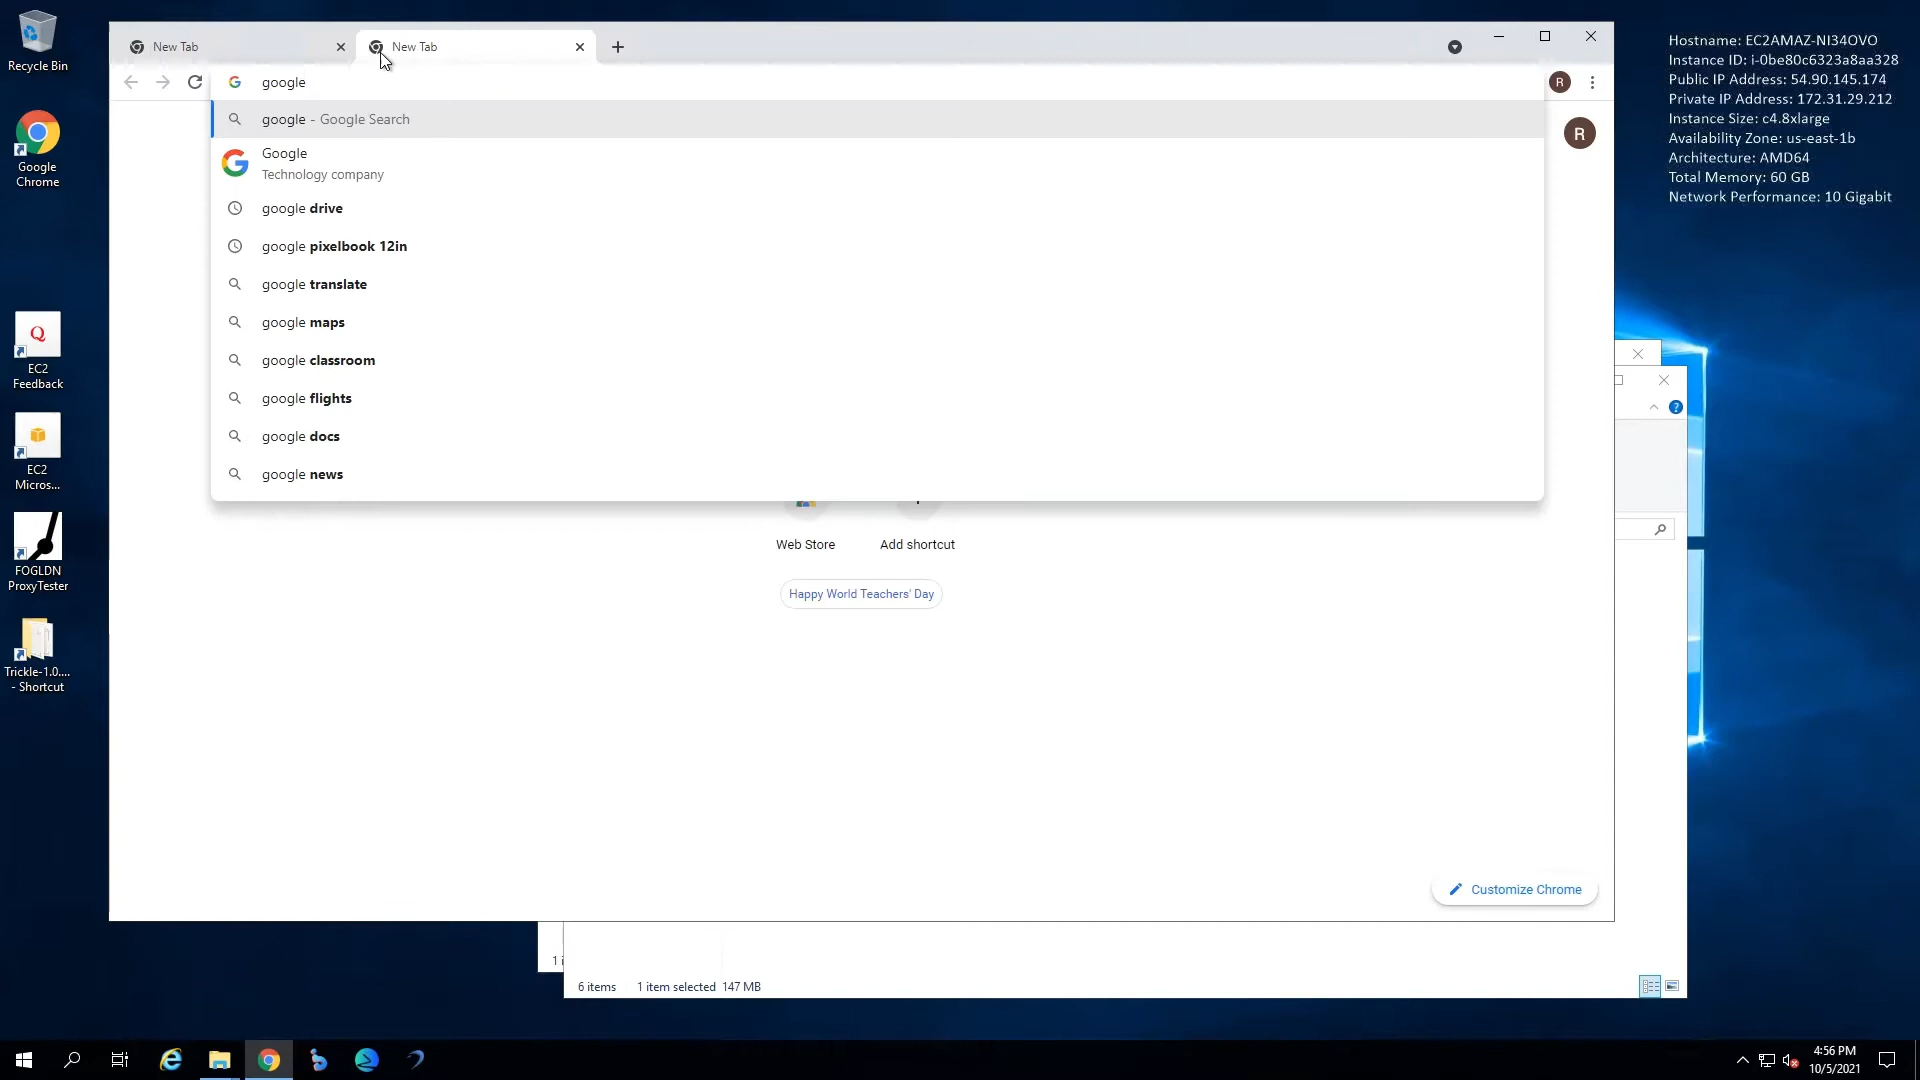 Recycle Bin
Google
Chrome
EC2
Feedback
EC2
Micros...
FOGLDN
ProxyTester
Trickle-1.0....
- Shortcut
New Tab
New Tab
google
R
google - Google Search
Google
Technology company
R
google drive
google pixelbook 12in
google translate
google maps
google classroom
google flights
google docs
google news
Web Store
Add shortcut
Happy World Teachers' Day
Customize Chrome
Hostname: EC2AMAZ-NI34OVO
Instance ID: i-0be80c6323a8aa328
Public IP Address: 54.90.145.174
Private IP Address: 172.31.29.212
Instance Size: c4.8xlarge
Availability Zone: us-east-1b
Architecture: AMD64
Total Memory: 60 GB
Network Performance: 10 Gigabit
6 items 1 item selected 147 MB
4:56 PM
10/5/2021